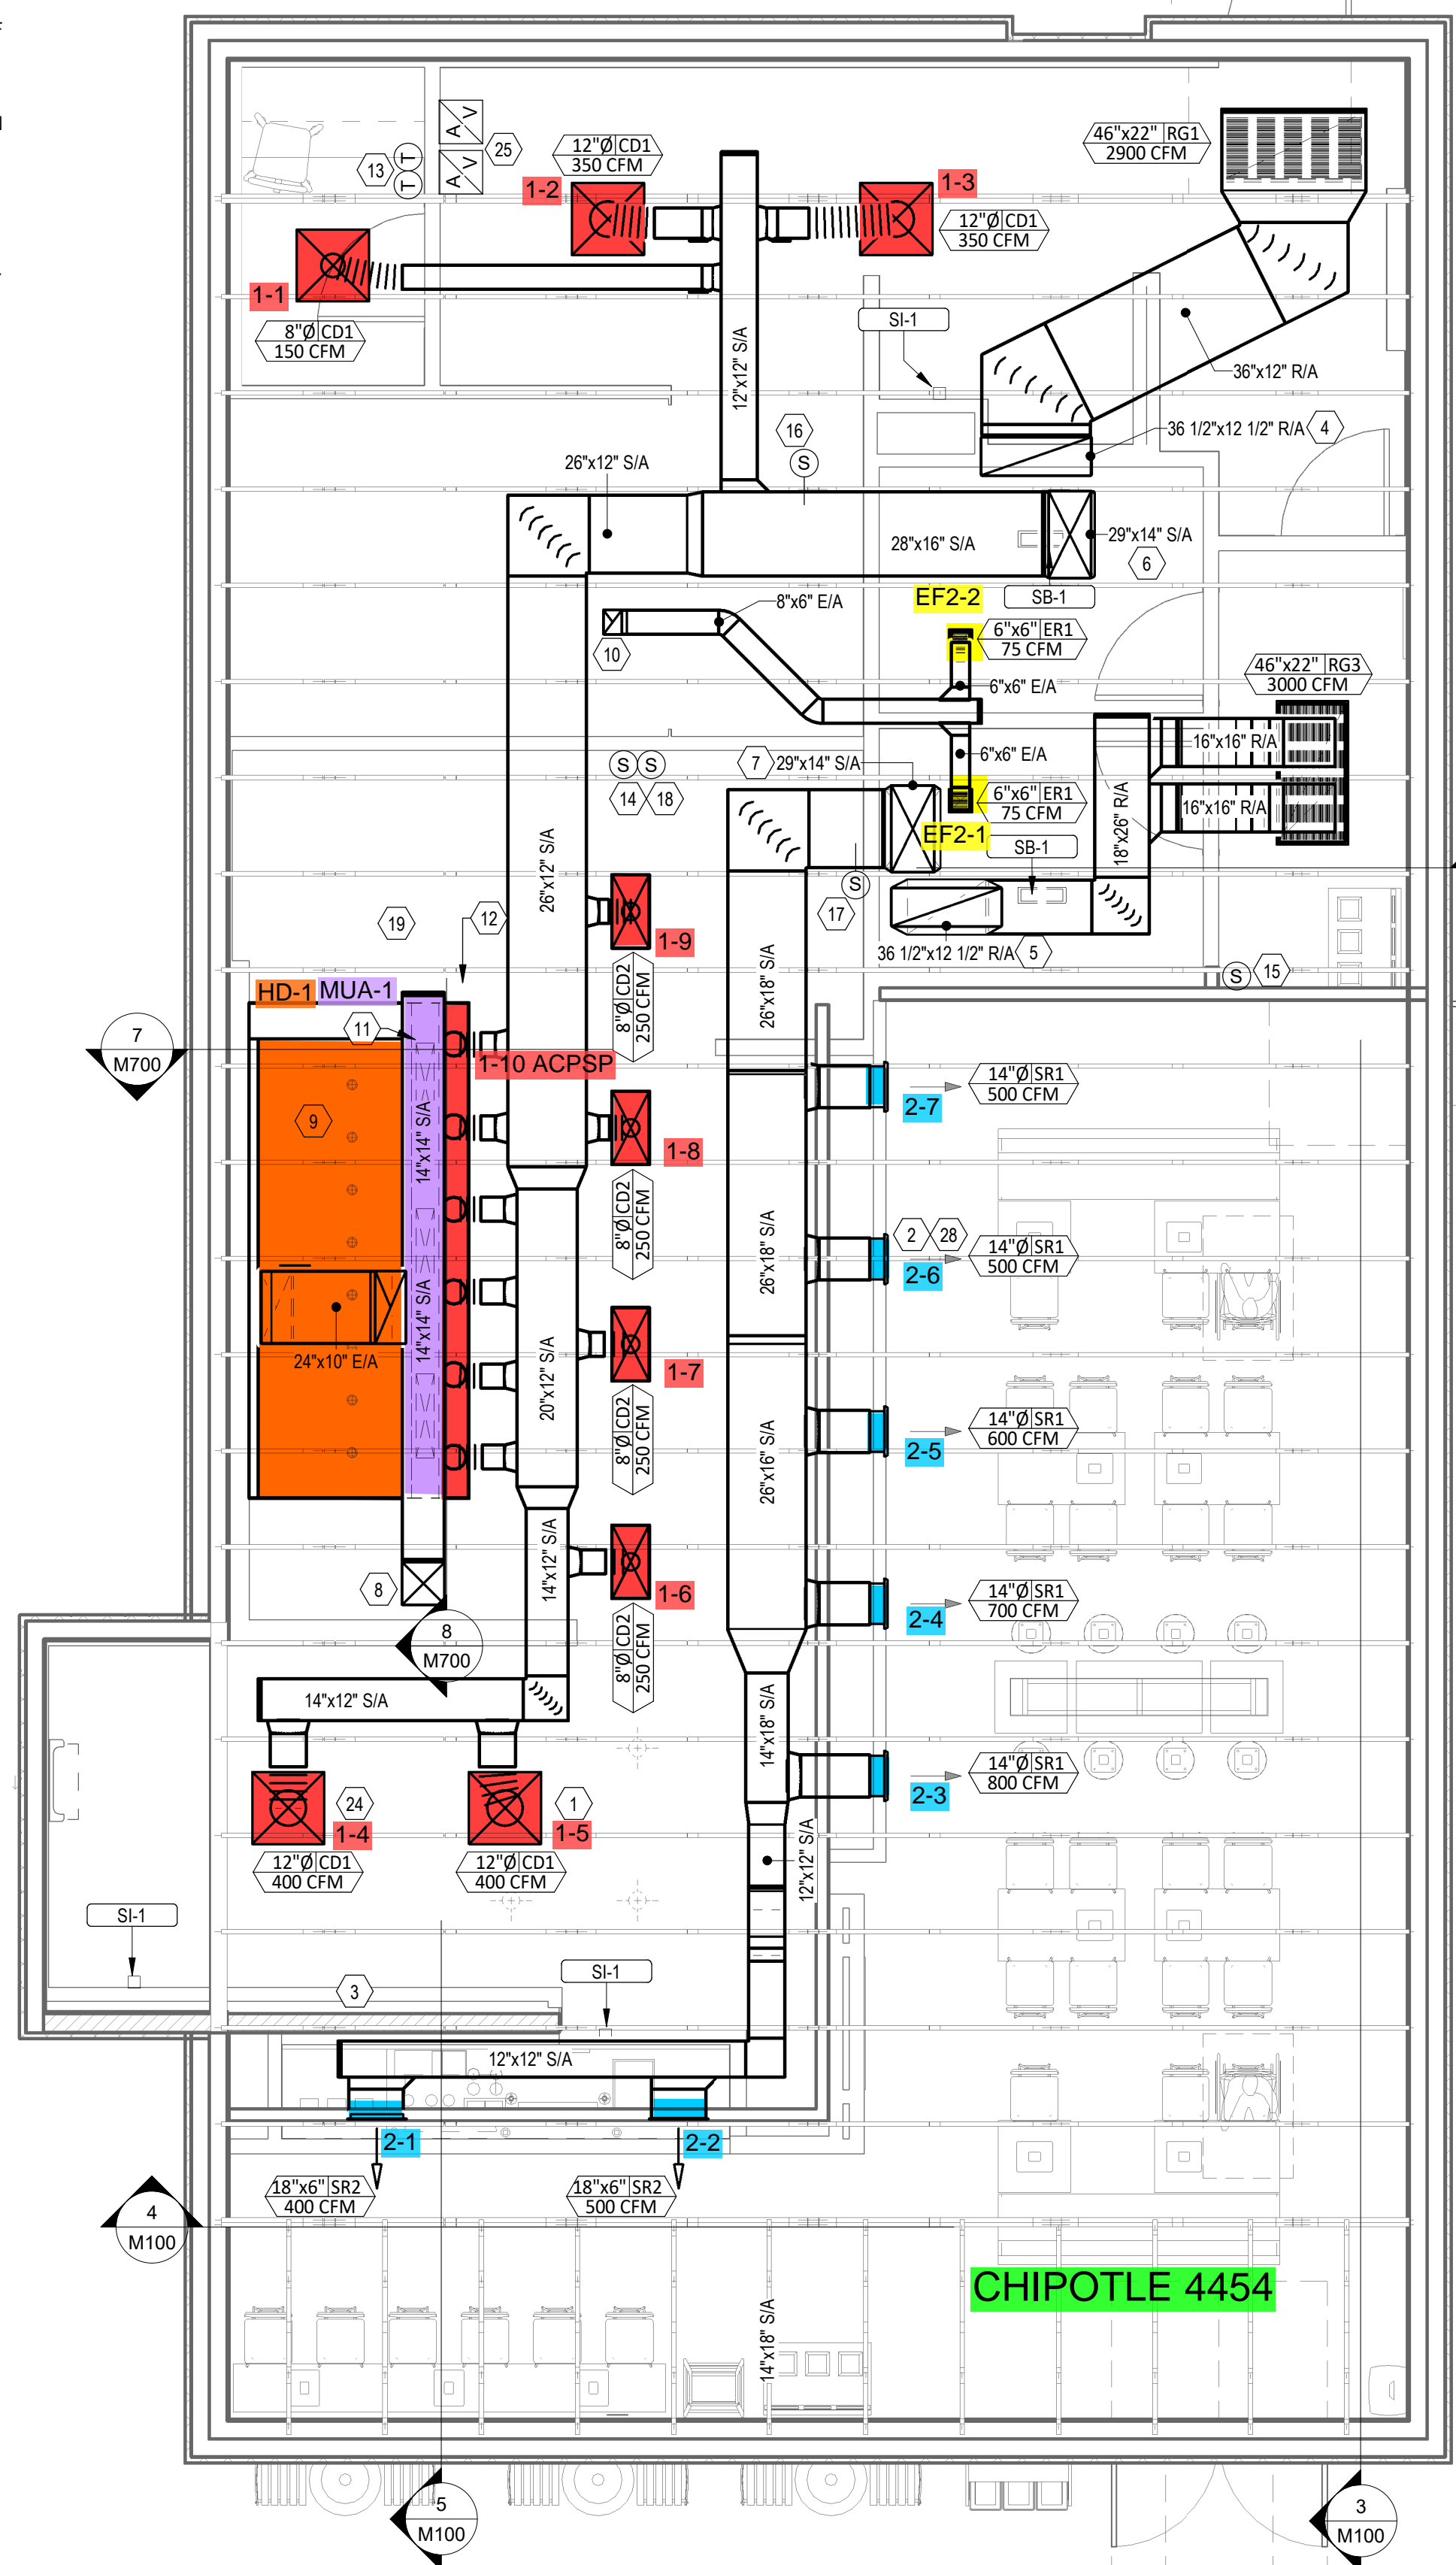 A/V
A/V
25
13
T
T
12"Ø CD1
350 CFM
1-2
1-3
12"Ø CD1
350 CFM
46"x22" RG1
2900 CFM
1-1
8"Ø CD1
150 CFM
12"x12" S/A
SI-1
36"x12" R/A
36 1/2"x12 1/2" R/A
4
16
S
26"x12" S/A
28"x16" S/A
29"x14" S/A
6
EF2-2
SB-1
8"x6" E/A
10
6"x6" ER1
75 CFM
6"x6" E/A
46"x22" RG3
3000 CFM
16"x16" R/A
16"x16" R/A
18"x26" R/A
6"x6" E/A
7
29"x14" S/A
S
S
14
18
6"x6" ER1
75 CFM
EF2-1
SB-1
26"x12" S/A
S
17
36 1/2"x12 1/2" R/A
5
S
15
19
12
1-9
8"Ø CD2
250 CFM
26"x18" S/A
HD-1
MUA-1
11
7
M700
1-10 ACPSP
9
14"x14" S/A
14"Ø SR1
500 CFM
2-7
1-8
8"Ø CD2
250 CFM
26"x18" S/A
2
28
14"Ø SR1
500 CFM
2-6
14"x14" S/A
24"x10" E/A
20"x12" S/A
1-7
8"Ø CD2
250 CFM
26"x16" S/A
14"Ø SR1
600 CFM
2-5
14"x12" S/A
8
1-6
8"Ø CD2
250 CFM
14"Ø SR1
700 CFM
2-4
8
M700
14"x12" S/A
14"x18" S/A
14"Ø SR1
800 CFM
2-3
24
1-4
12"Ø CD1
400 CFM
1
1-5
12"Ø CD1
400 CFM
12"x12" S/A
SI-1
3
SI-1
12"x12" S/A
2-1
2-2
18"x6" SR2
400 CFM
18"x6" SR2
500 CFM
4
M100
CHIPOTLE 4454
14"x18" S/A
5
M100
3
M100